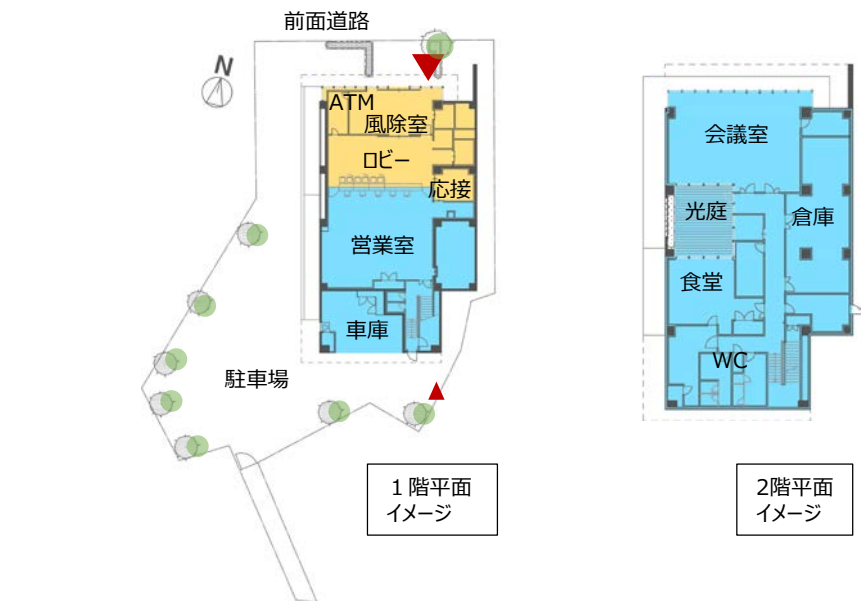 前面道路
N
ATM
風除室
ロビー
応接
営業室
車庫
駐車場
１階平面
イメージ
会議室
光庭
倉庫
食堂
WC
2階平面
イメージ